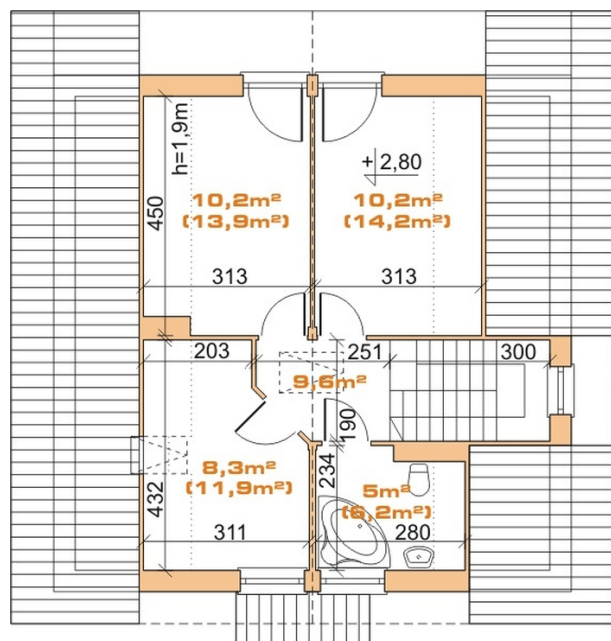 h=1,9m
+ 2,80
10,2m²
(13,9m²)
10,2m²
(14,2m²)
450
313
313
203
251
300
9,6m²
190
8,3m²
(11,9m²)
234
5m²
(6,2m²)
432
311
280